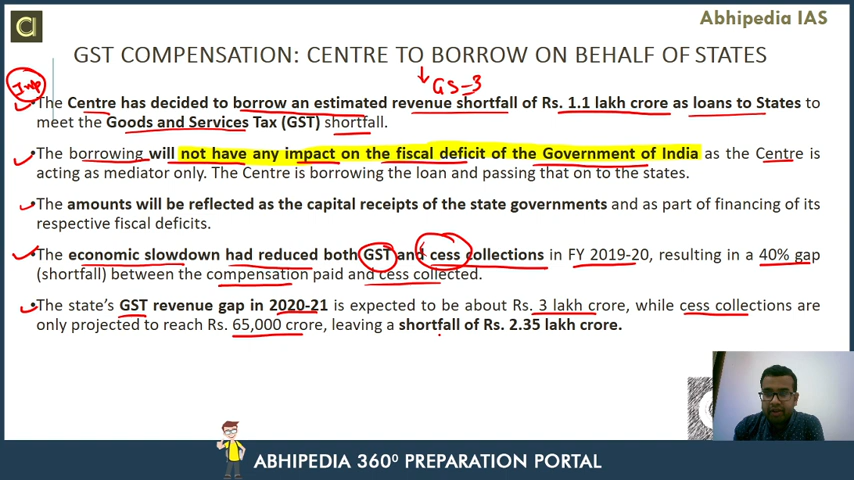 Abhipedia IAS
GST COMPENSATION: CENTRE TO BORROW ON BEHALF OF STATES
Imp
GS-3
•The Centre has decided to borrow an estimated revenue shortfall of Rs. 1.1 lakh crore as loans to States to
meet the Goods and Services Tax (GST) shortfall.
•The borrowing will not have any impact on the fiscal deficit of the Government of India as the Centre is
acting as mediator only. The Centre is borrowing the loan and passing that on to the states.
•The amounts will be reflected as the capital receipts of the state governments and as part of financing of its
respective fiscal deficits.
•The economic slowdown had reduced both GST and cess collections in FY 2019-20, resulting in a 40% gap
(shortfall) between the compensation paid and cess collected.
•The state's GST revenue gap in 2020-21 is expected to be about Rs. 3 lakh crore, while cess collections are
only projected to reach Rs. 65,000 crore, leaving a shortfall of Rs. 2.35 lakh crore.
ABHIPEDIA 360⁰ PREPARATION PORTAL